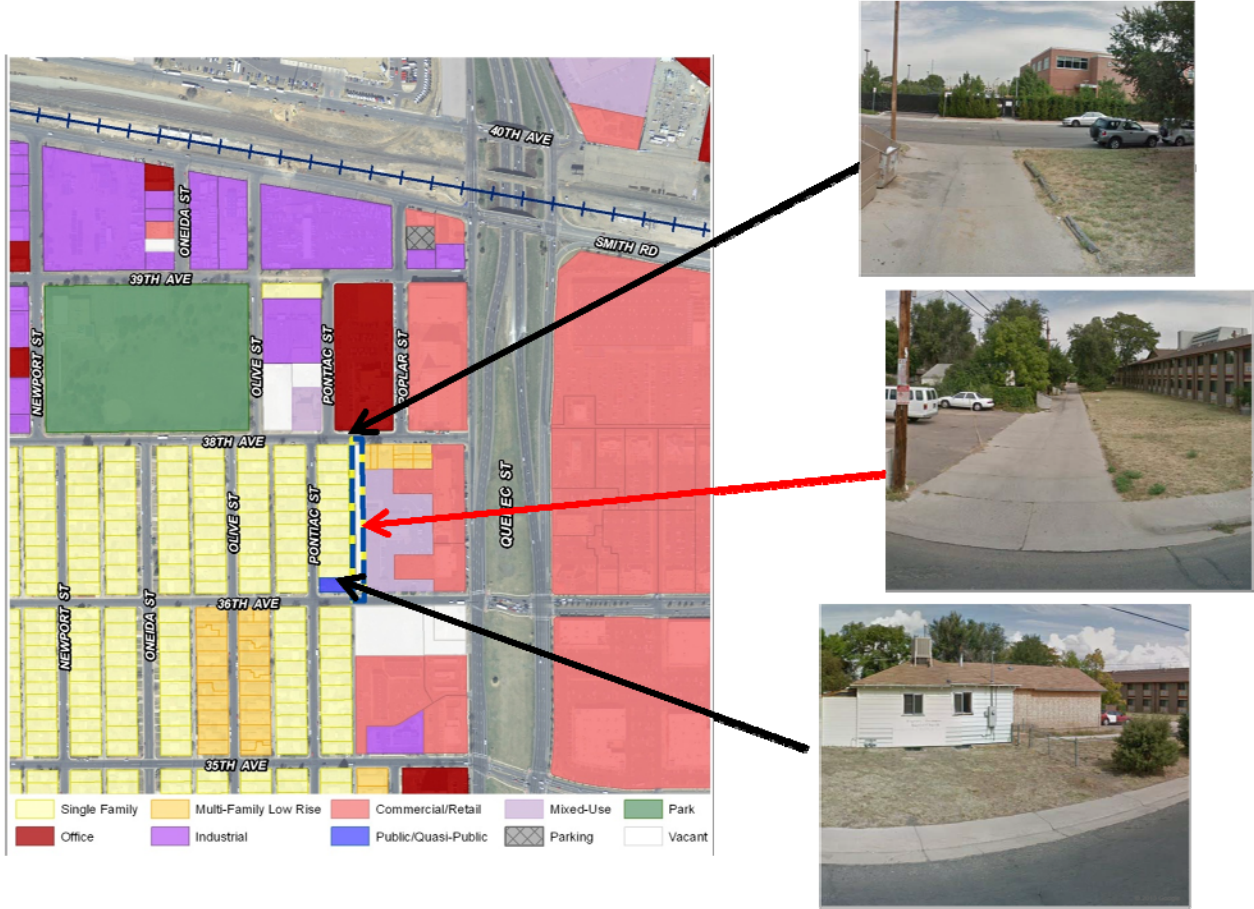 40TH AVE
ONEIDA ST
SMITH RD
39TH AVE
NEWPORT ST
OLIVE ST
PONTIAC ST
POPLAR ST
38TH AVE
OLIVE ST
PONTIAC ST
QUEBEC ST
NEWPORT ST
ONEIDA ST
36TH AVE
35TH AVE
Single Family
Multi-Family Low Rise
Commercial/Retail
Mixed-Use
Park
Office
Industrial
Public/Quasi-Public
Parking
Vacant